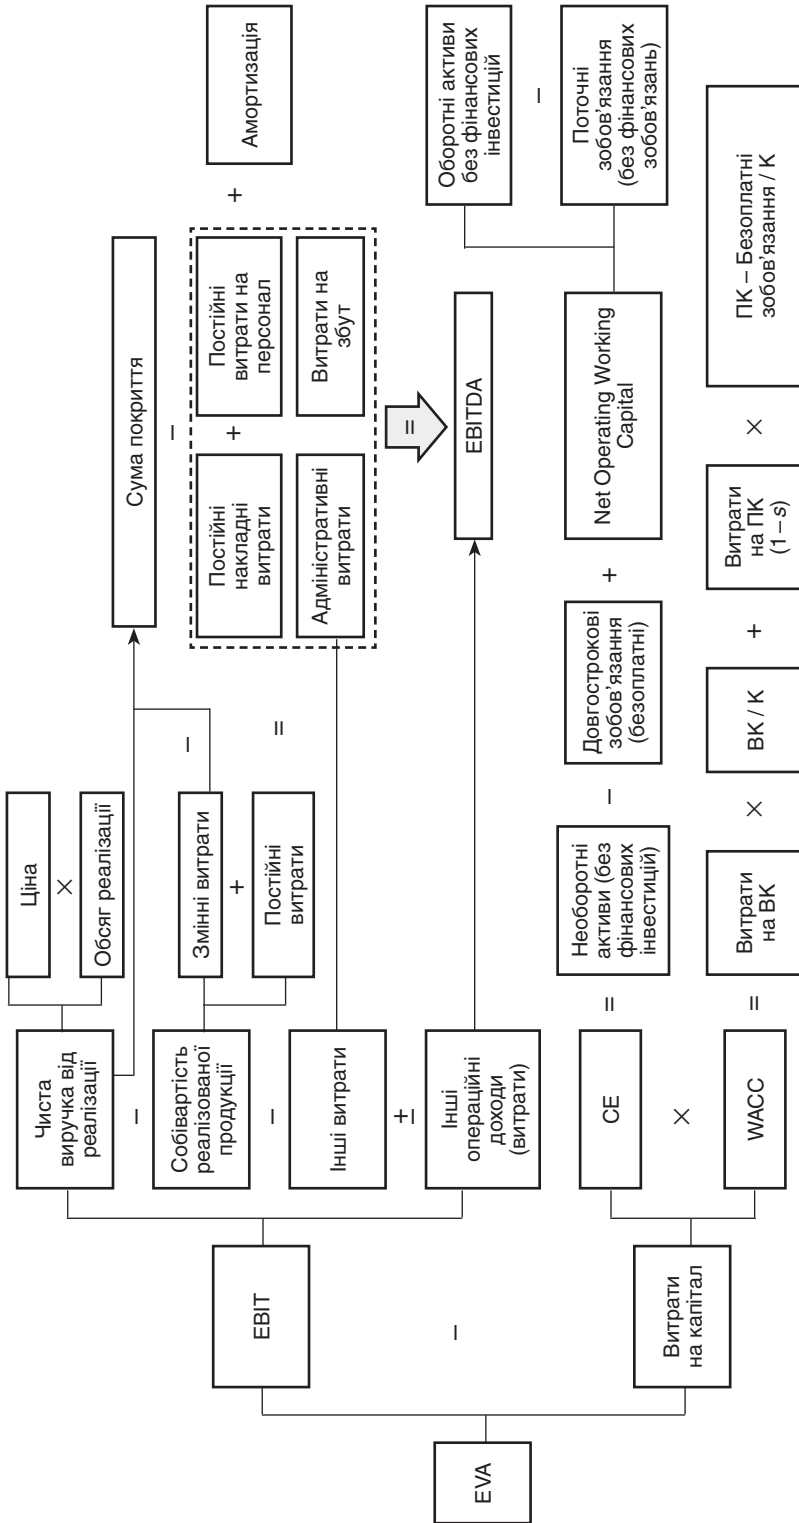 EVA
EBIT
–
Витрати
на капітал
Чиста
виручка від
реалізації
–
Собівартість
реалізованої
продукції
–
Інші витрати
±
Інші
операційні
доходи
(витрати)
CE
×
WACC
Ціна
×
Обсяг реалізації
–
Змінні витрати
+
Постійні
витрати
=
Сума покриття
–
Постійні
накладні
витрати
+
Постійні
витрати на
персонал
+
Амортизація
Адміністративні
витрати
Витрати на
збут
=
EBITDA
=
Необоротні
активи (без
фінансових
інвестицій)
–
Довгострокові
зобов'язання
(безоплатні)
+
Net Operating Working
Capital
Оборотні активи
без фінансових
інвестицій
–
Поточні
зобов'язання
(без фінансових
зобов'язань)
=
Витрати
на ВК
×
ВК / К
+
Витрати
на ПК
(1 – s)
×
ПК – Безоплатні
зобов'язання / К